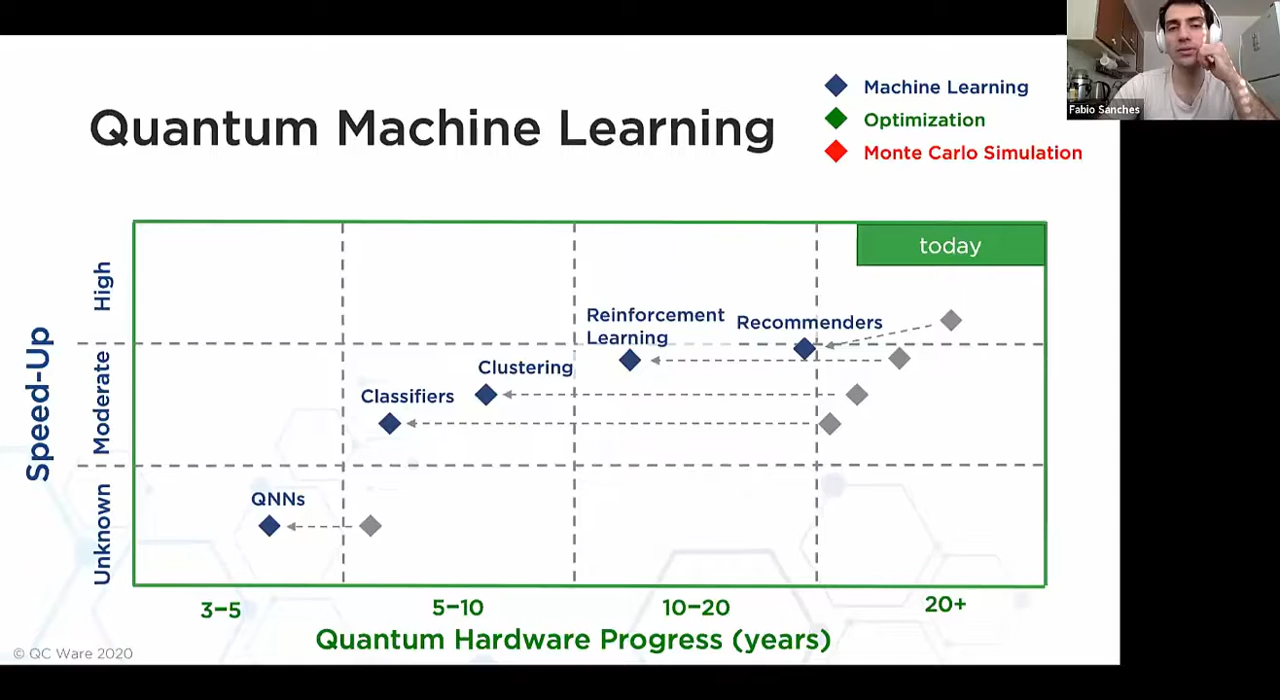 Quantum Machine Learning
Machine Learning
Optimization
Monte Carlo Simulation
Fabio Sanches
today
Speed-Up
High
Moderate
Unknown
Reinforcement
Learning
Recommenders
Clustering
Classifiers
QNNs
3–5
5–10
10–20
20+
Quantum Hardware Progress (years)
© QC Ware 2020